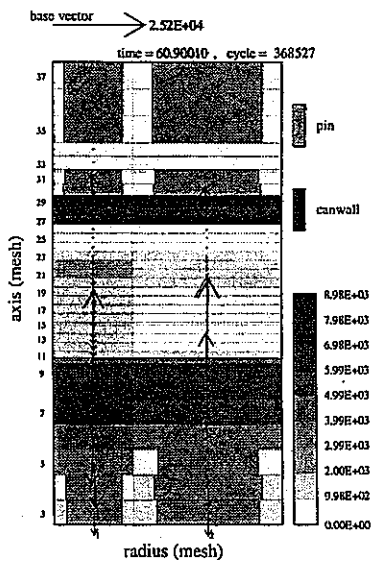 base vector
2.52E+04
time = 60.90010 , cycle = 368527
37
35
33
31
29
27
25
23
21
19
17
15
13
11
9
7
5
3
axis (mesh)
1
2
radius (mesh)
pin
canwall
8.98E+03
7.98E+03
6.98E+03
5.99E+03
4.99E+03
3.99E+03
2.99E+03
2.00E+03
9.98E+02
0.00E+00